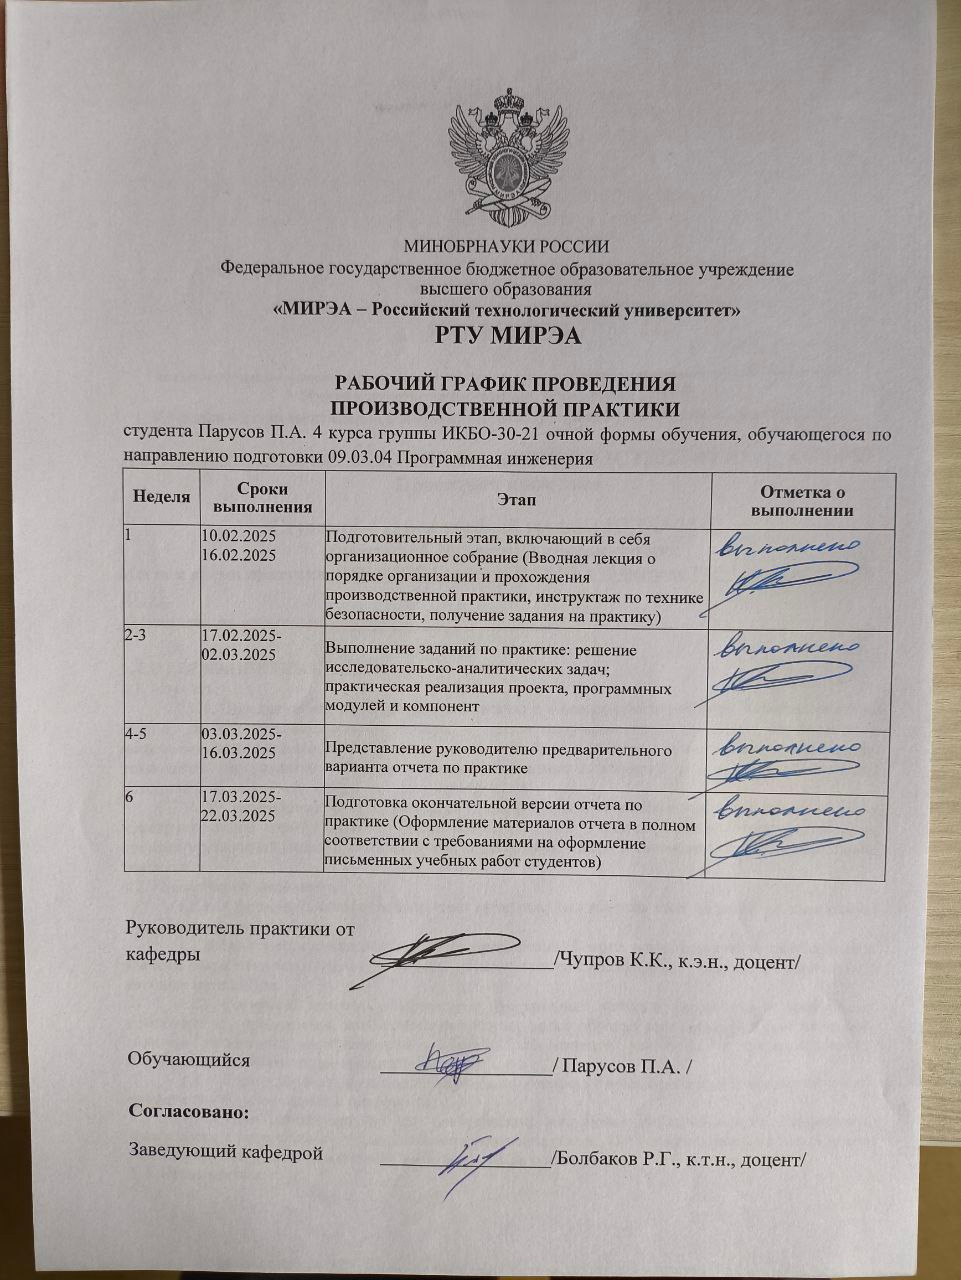 МИРЭА
МИНОБРНАУКИ РОССИИ
Федеральное государственное бюджетное образовательное учреждение
высшего образования
«МИРЭА – Российский технологический университет»
РТУ МИРЭА
РАБОЧИЙ ГРАФИК ПРОВЕДЕНИЯ
ПРОИЗВОДСТВЕННОЙ ПРАКТИКИ
студента Парусов П.А. 4 курса группы ИКБО-30-21 очной формы обучения, обучающегося по
направлению подготовки 09.03.04 Программная инженерия
Неделя
Сроки
выполнения
Этап
Отметка о
выполнении
1
10.02.2025
16.02.2025
Подготовительный этап, включающий в себя
организационное собрание (Вводная лекция о
порядке организации и прохождения
производственной практики, инструктаж по технике
безопасности, получение задания на практику)
выполнено
2-3
17.02.2025-
02.03.2025
Выполнение заданий по практике: решение
исследовательско-аналитических задач;
практическая реализация проекта, программных
модулей и компонент
выполнено
4-5
03.03.2025-
16.03.2025
Представление руководителю предварительного
варианта отчета по практике
выполнено
6
17.03.2025-
22.03.2025
Подготовка окончательной версии отчета по
практике (Оформление материалов отчета в полном
соответствии с требованиями на оформление
письменных учебных работ студентов)
выполнено
Руководитель практики от
кафедры
/Чупров К.К., к.э.н., доцент/
Обучающийся
/ Парусов П.А. /
Согласовано:
Заведующий кафедрой
/Болбаков Р.Г., к.т.н., доцент/